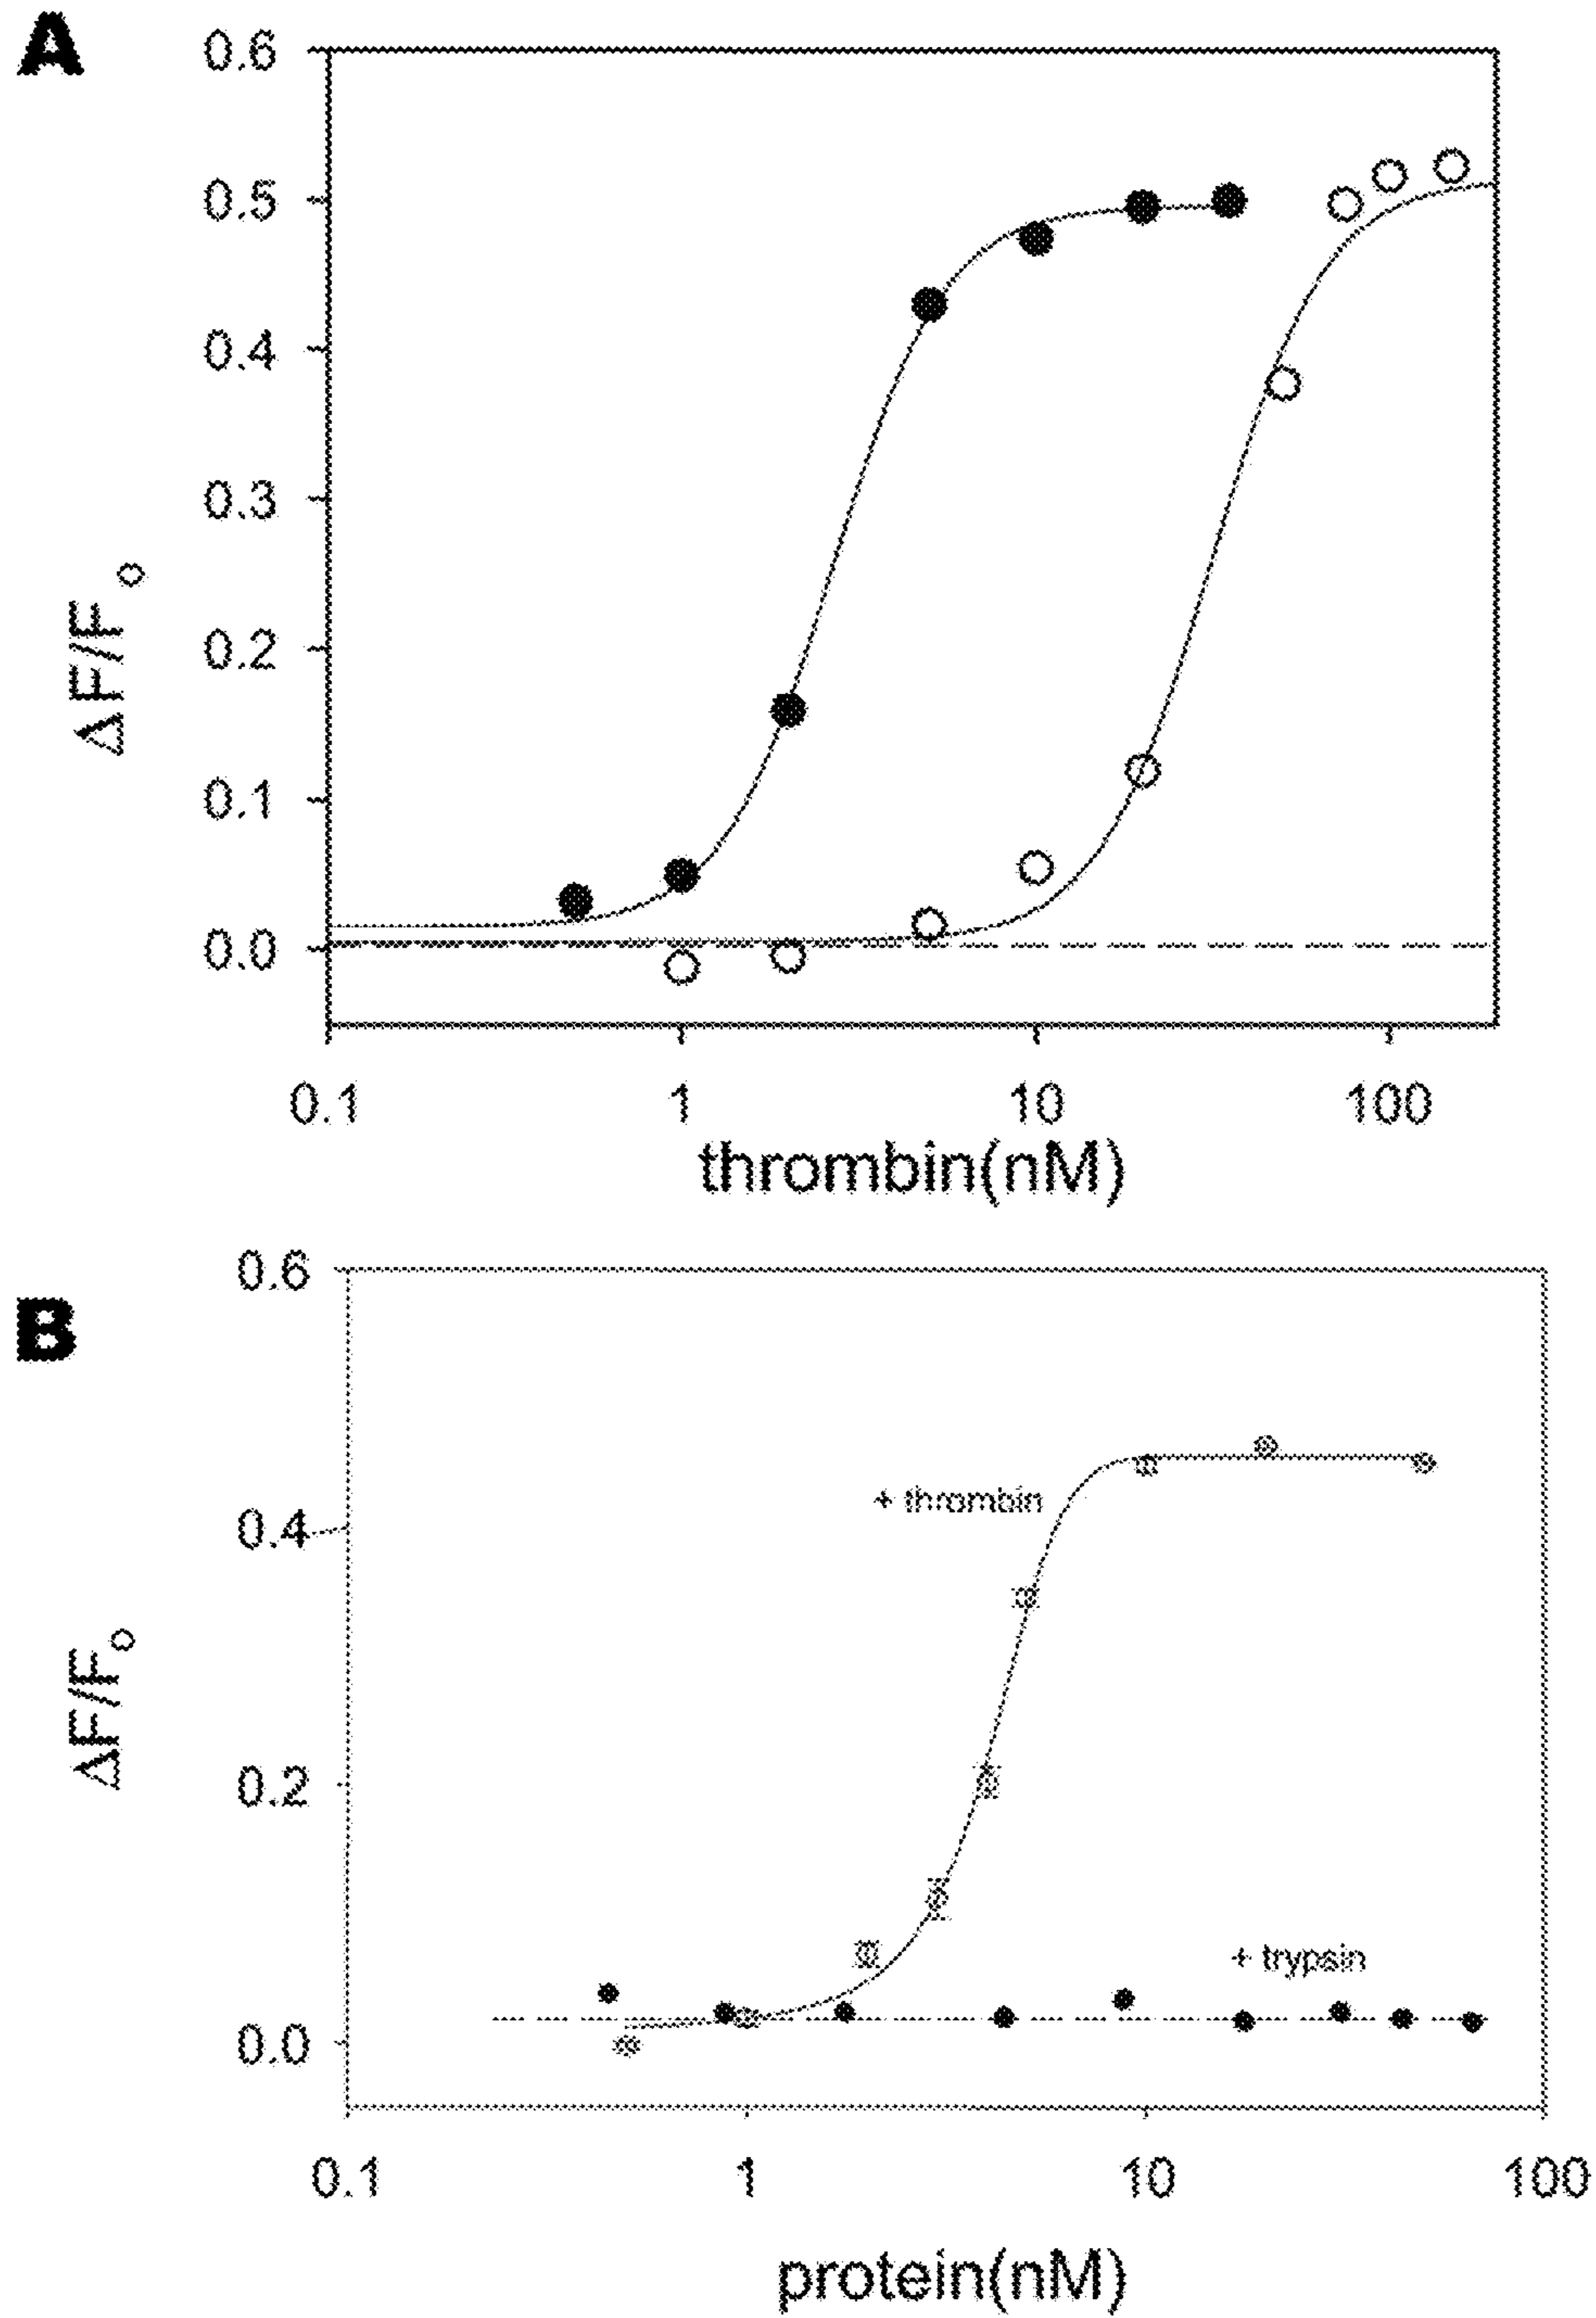 A
0.6
0.5
0.4
0.3
0.2
0.1
0.0
ΔF/Fo
0.1 1 10 100
thrombin(nM)
B
0.6
0.4
0.2
0.0
ΔF/Fo
+ thrombin
+ trypsin
0.1 1 10 100
protein(nM)